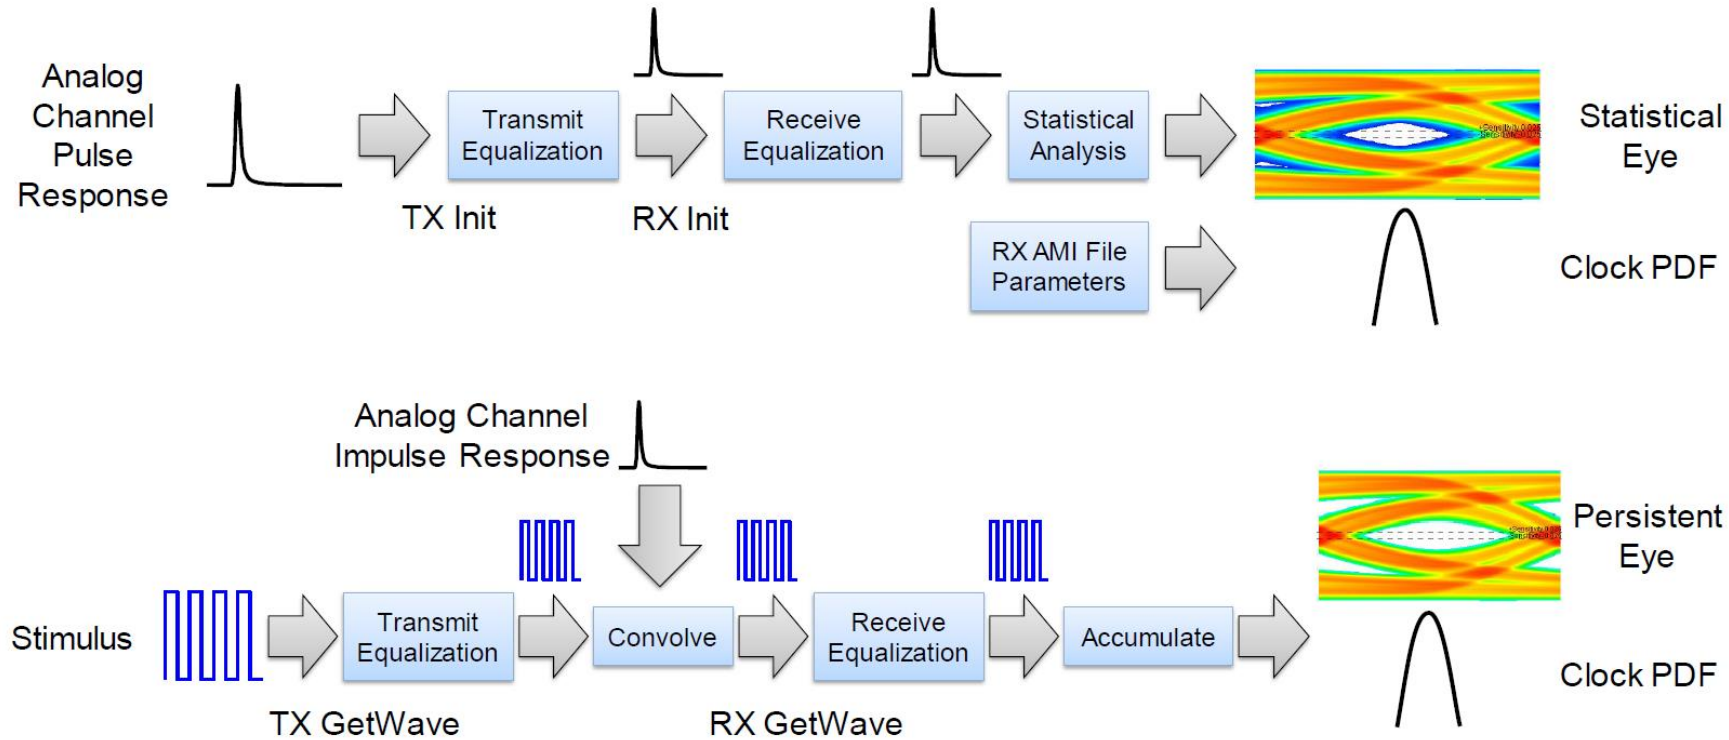 Analog
Channel
Pulse
Response
Transmit
Equalization
Receive
Equalization
Statistical
Analysis
Statistical
Eye
TX Init
RX Init
RX AMI File
Parameters
Clock PDF
Analog Channel
Impulse Response
Stimulus
Transmit
Equalization
Convolve
Receive
Equalization
Accumulate
Persistent
Eye
Clock PDF
TX GetWave
RX GetWave